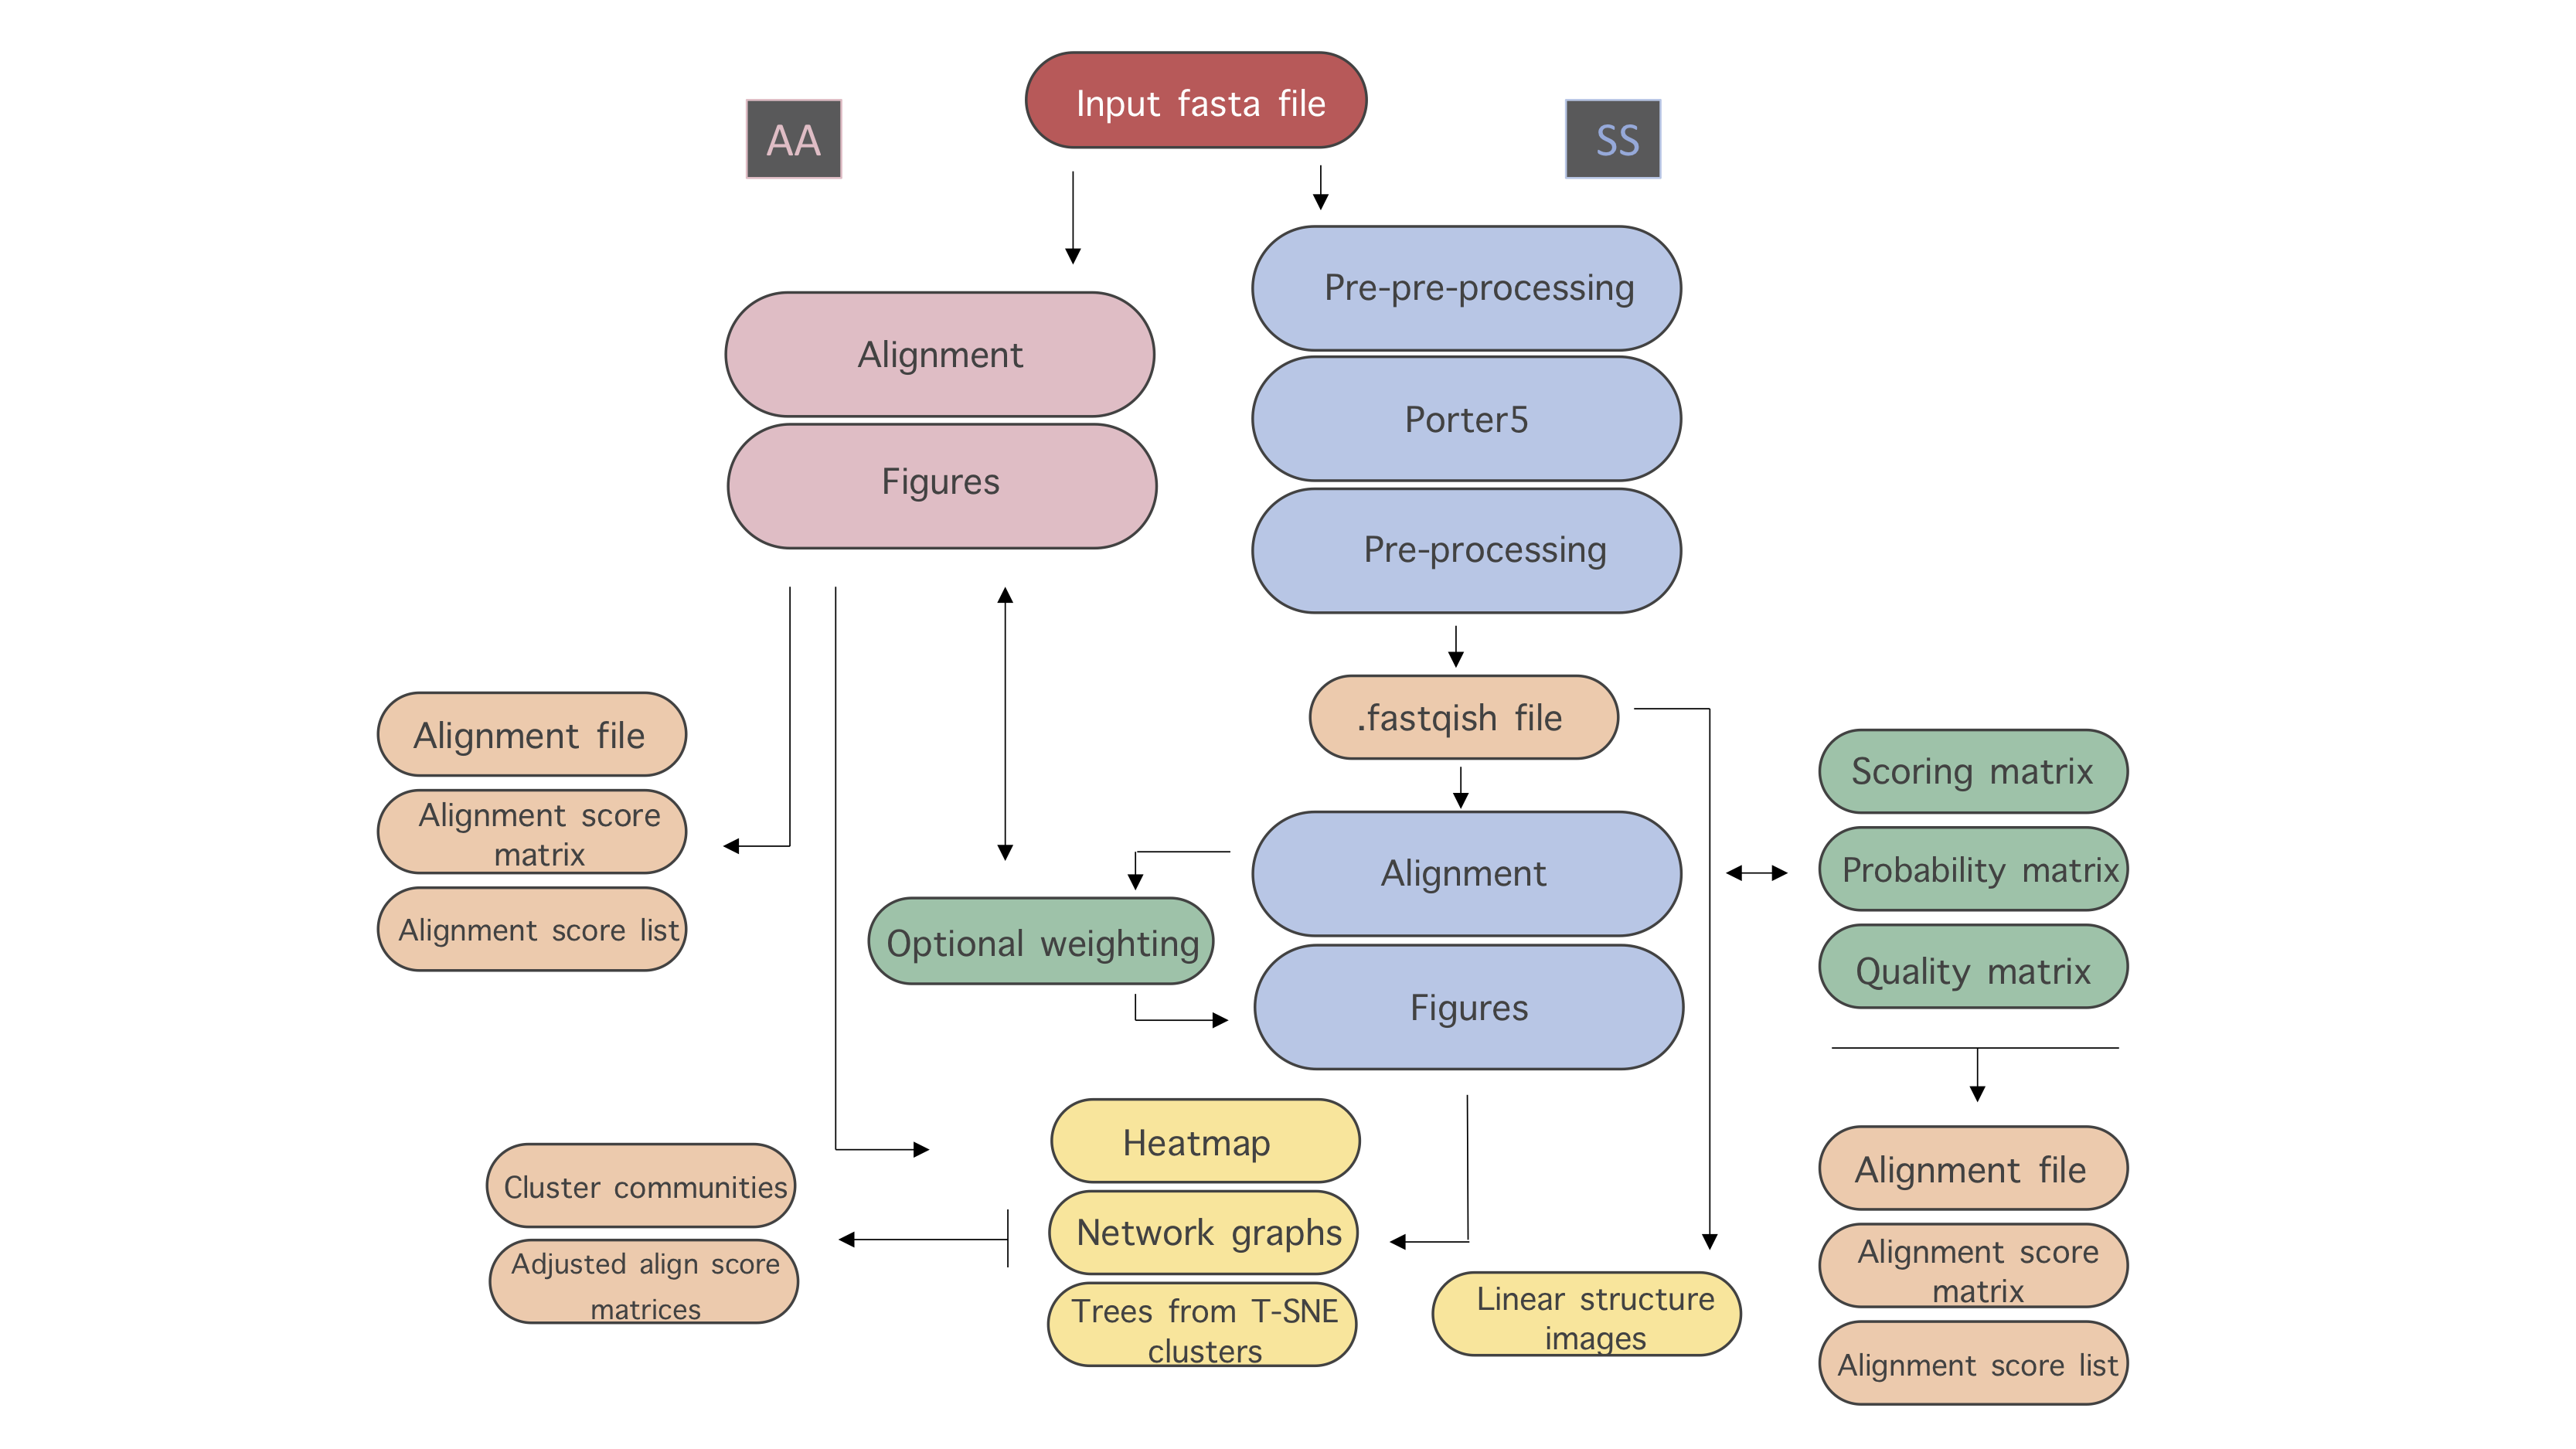 Input fasta file
AA
SS
Pre-pre-processing
Alignment
Porter5
Figures
Pre-processing
.fastqish file
Alignment file
Alignment score
matrix
Alignment score list
Scoring matrix
Probability matrix
Quality matrix
Alignment
Optional weighting
Figures
Heatmap
Network graphs
Trees from T-SNE
clusters
Cluster communities
Adjusted align score
matrices
Linear structure
images
Alignment file
Alignment score
matrix
Alignment score list